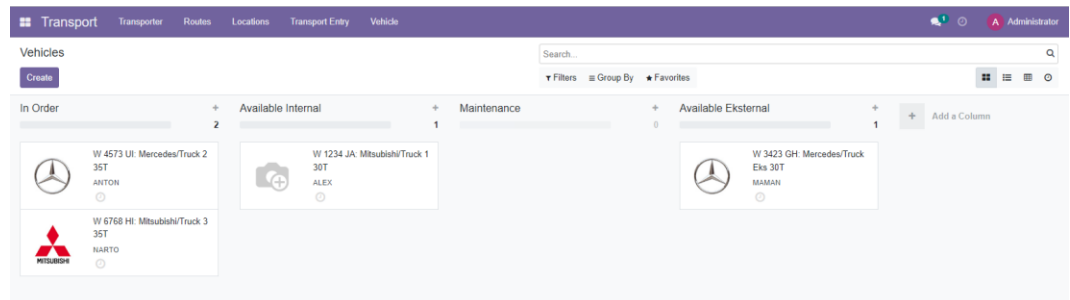 Transport Transporter Routes Locations Transport Entry Vehicle 1 A Administrator
Vehicles
Search...
Create
Filters Group By Favorites
In Order + 2
Available Internal + 1
Maintenance + 0
Available Eksternal + 1
+ Add a Column
W 4573 UI: Mercedes/Truck 2
35T
ANTON
W 6768 HI: Mitsubishi/Truck 3
35T
NARTO
MITSUBISHI
W 1234 JA: Mitsubishi/Truck 1
30T
ALEX
W 3423 GH: Mercedes/Truck
Eks 30T
MAMAN